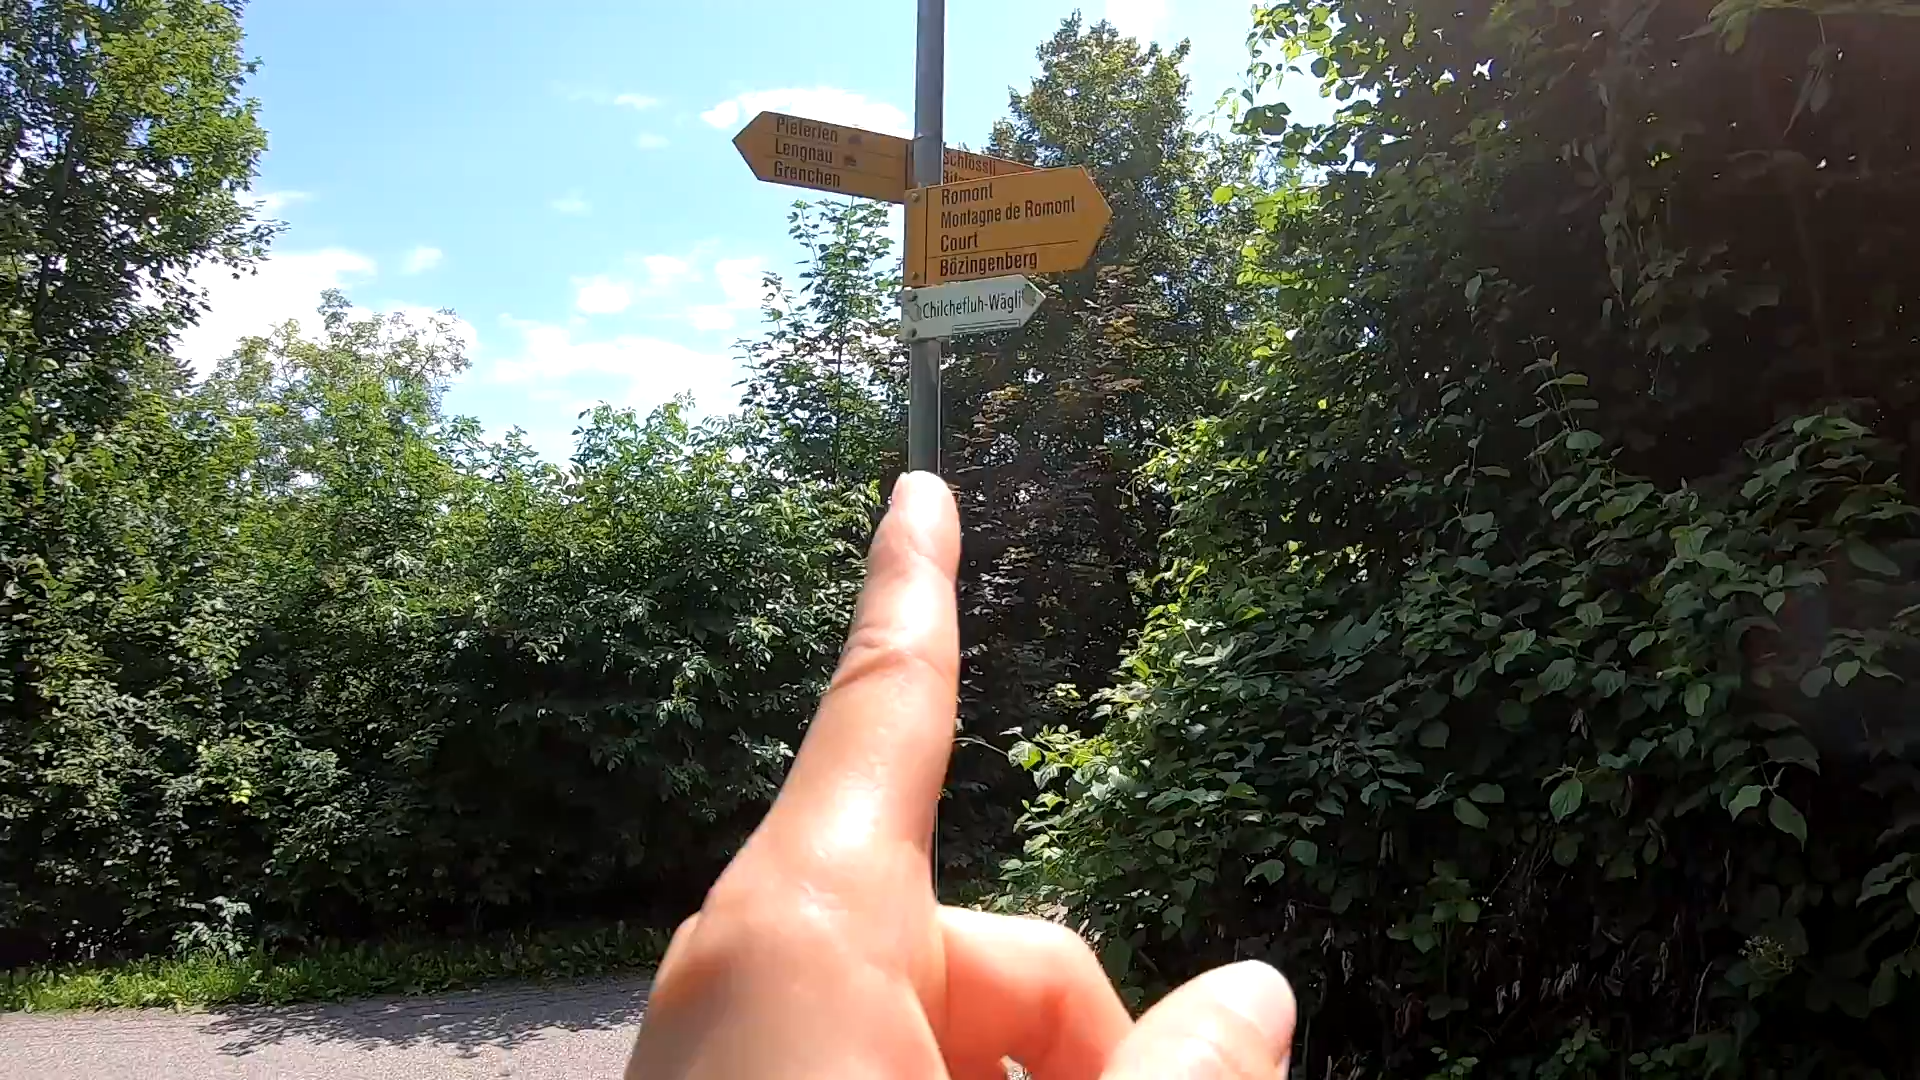 Pieterlen
Lengnau
Grenchen
Schlössli
Romont
Montagne de Romont
Court
Bözingenberg
Chilchefluh-Wägli